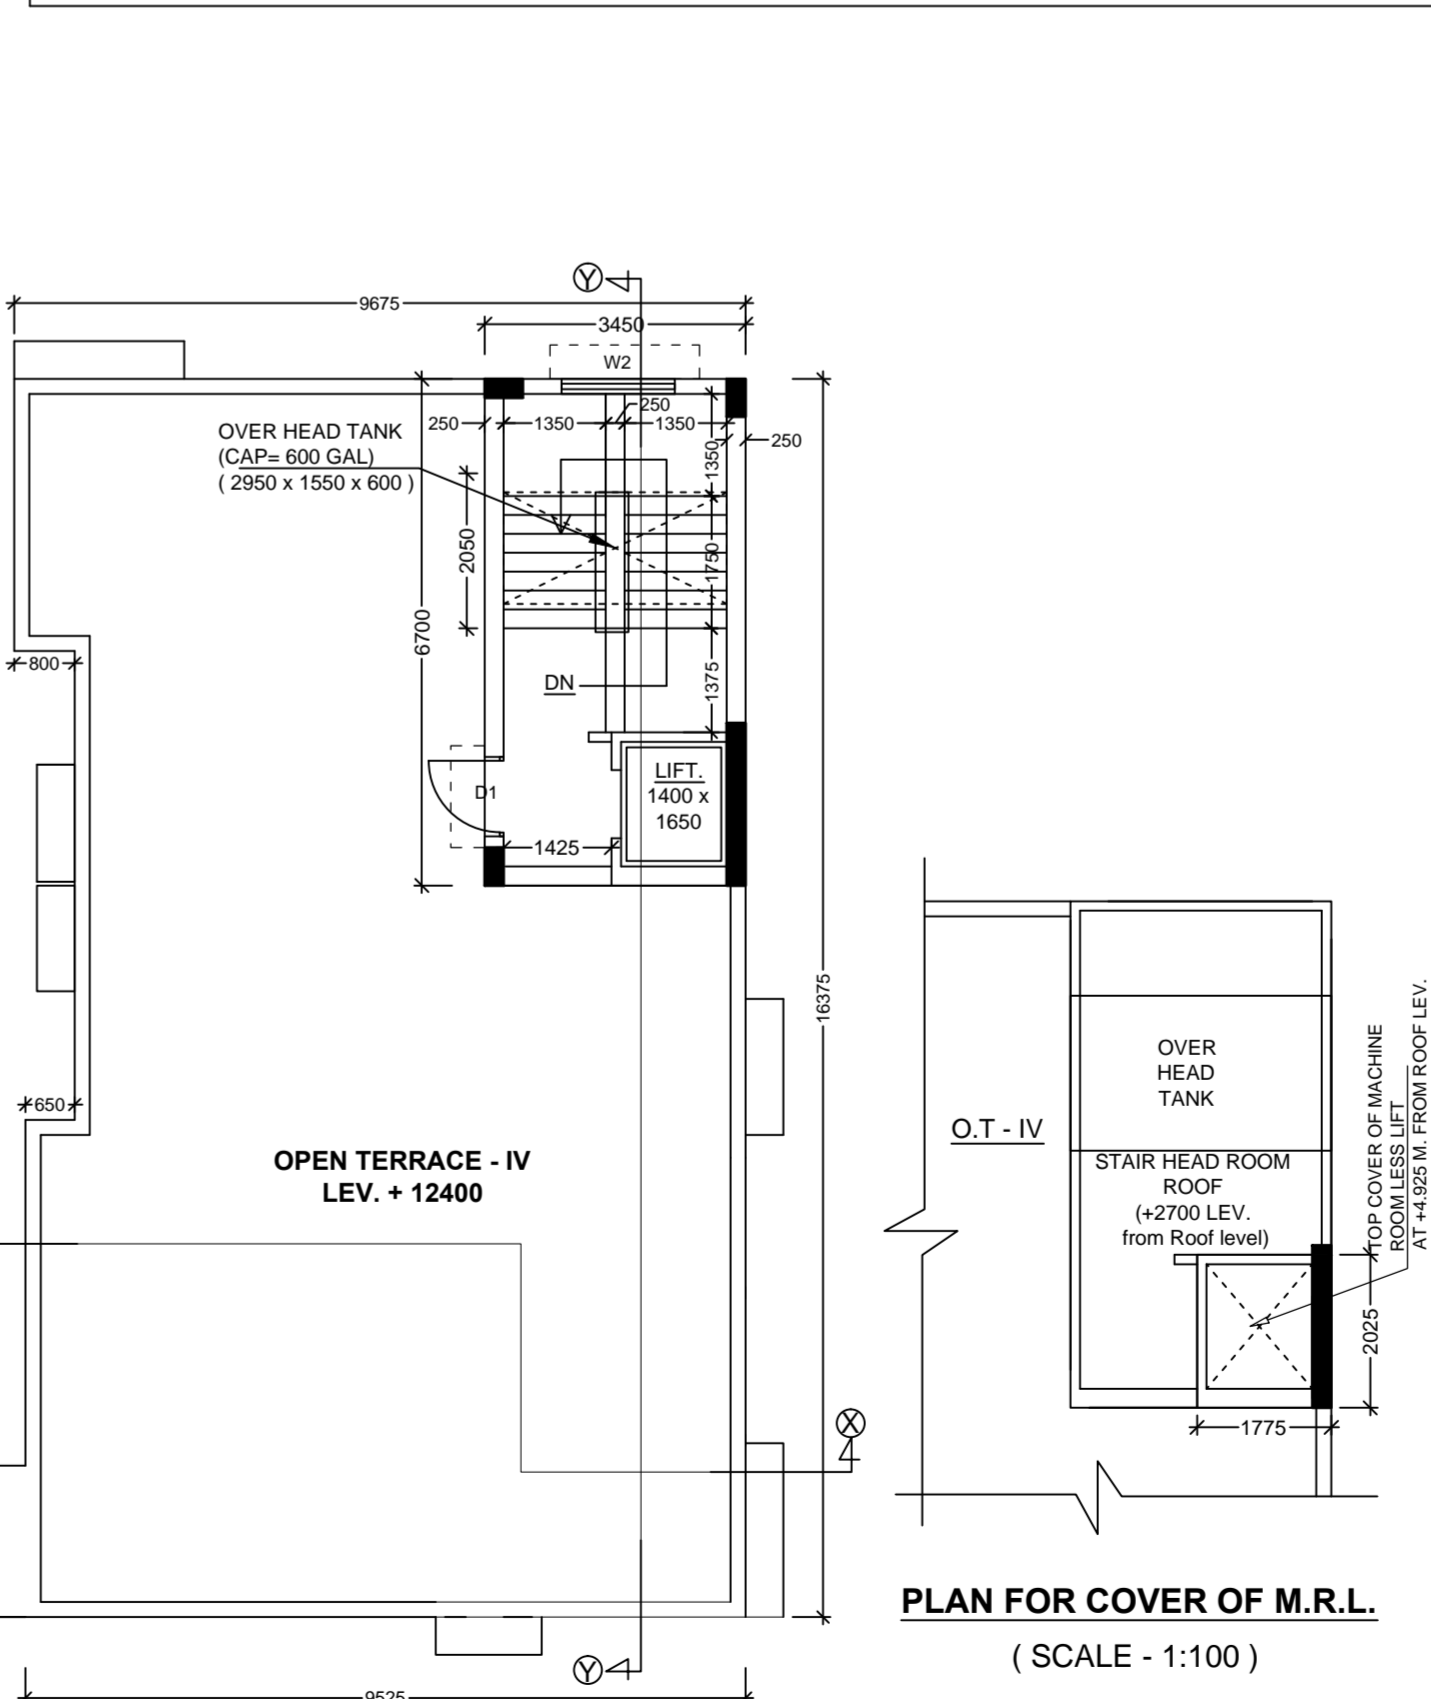 Y
9675
3450
W2
250
250
1350
1350
250
1350
OVER HEAD TANK
(CAP= 600 GAL)
( 2950 x 1550 x 600 )
2050
1750
6700
800
1375
DN
LIFT.
1400 x
1650
D1
1425
16375
650
OPEN TERRACE - IV
LEV. + 12400
X
Y
9525
OVER
HEAD
TANK
O.T - IV
STAIR HEAD ROOM
ROOF
(+2700 LEV.
from Roof level)
TOP COVER OF MACHINE
ROOM LESS LIFT
AT +4.925 M. FROM ROOF LEV.
2025
1775
PLAN FOR COVER OF M.R.L.
( SCALE - 1:100 )